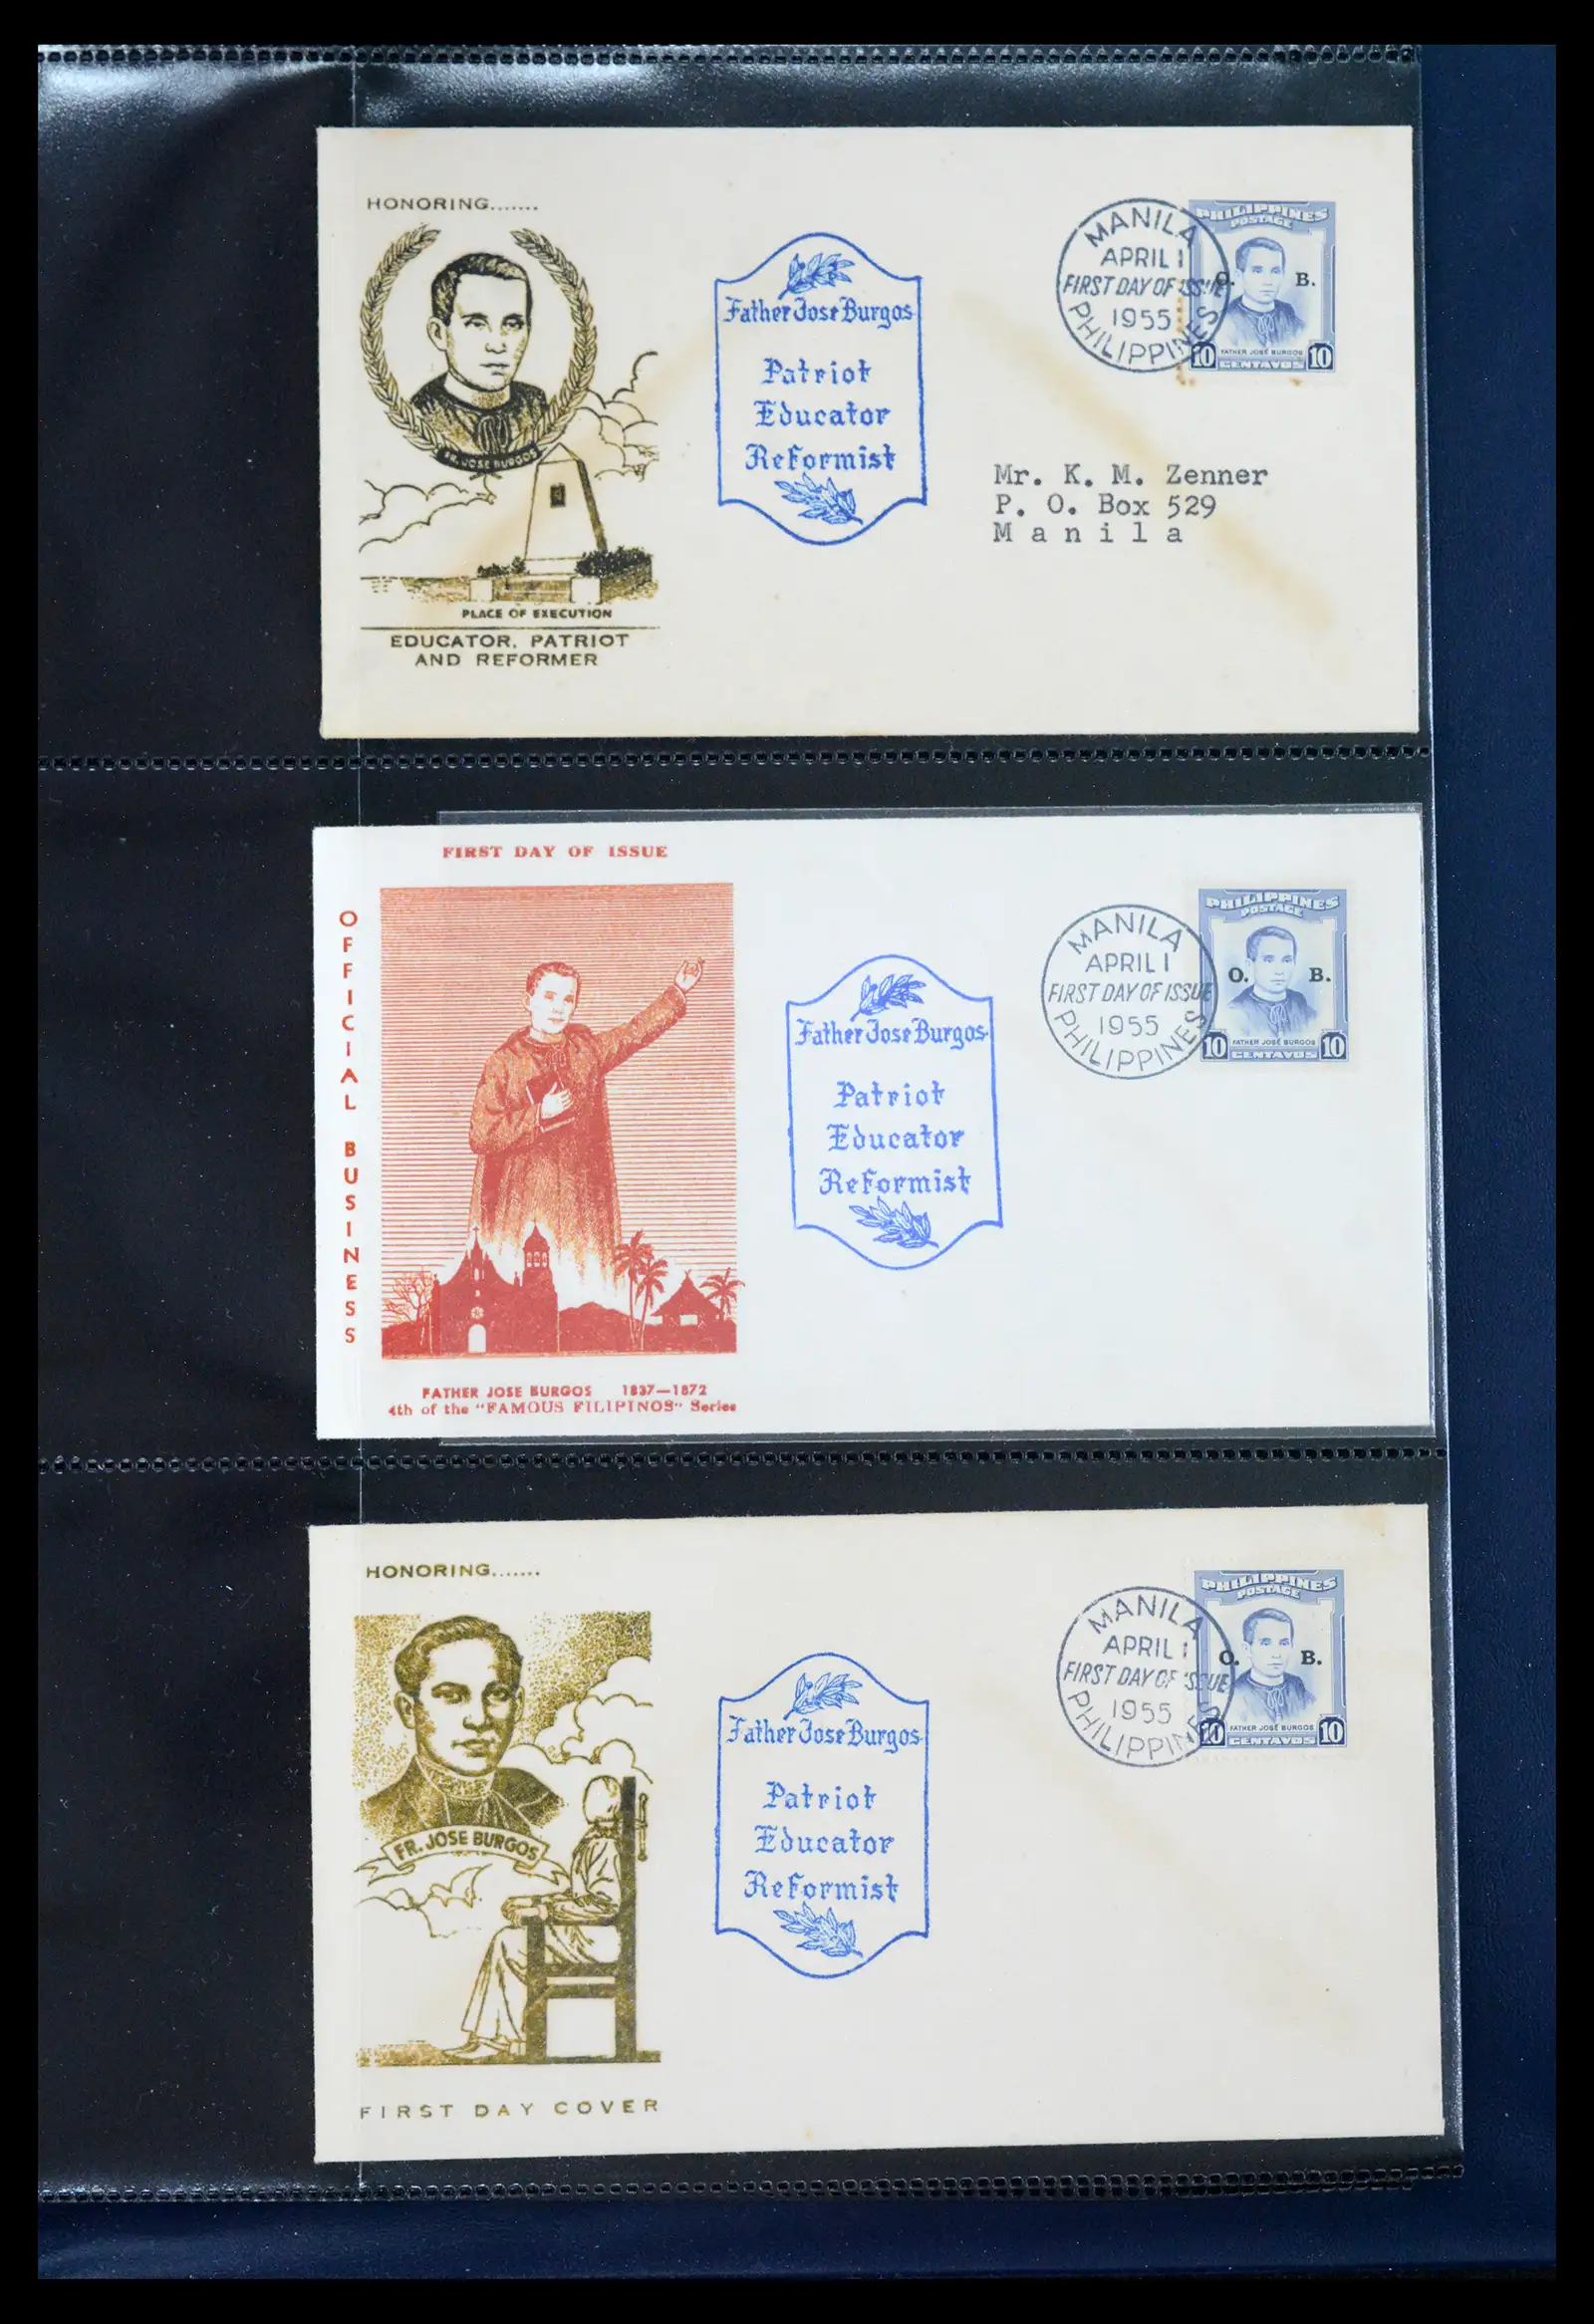 HONORING.......
FR. JOSE BURGOS
PLACE OF EXECUTION
EDUCATOR, PATRIOT
AND REFORMER
Father Jose Burgos
Patriot
Educator
Reformist
MANILA
APRIL 1
FIRST DAY OF ISSUE
1955
PHILIPPINES
PHILIPPINES
POSTAGE
O. B.
10 FATHER JOSÉ BURGOS 10
CENTAVOS
Mr. K. M. Zenner
P. O. Box 529
Manila
FIRST DAY OF ISSUE
OFFICIAL BUSINESS
FATHER JOSE BURGOS 1837—1872
4th of the "FAMOUS FILIPINOS" Series
Father Jose Burgos
Patriot
Educator
Reformist
MANILA
APRIL 1
FIRST DAY OF ISSUE
1955
PHILIPPINES
PHILIPPINES
POSTAGE
O. B.
10 FATHER JOSÉ BURGOS 10
CENTAVOS
HONORING.......
FR. JOSE BURGOS
FIRST DAY COVER
Father Jose Burgos
Patriot
Educator
Reformist
MANILA
APRIL 1
FIRST DAY OF ISSUE
1955
PHILIPPINES
PHILIPPINES
POSTAGE
O. B.
10 FATHER JOSÉ BURGOS 10
CENTAVOS